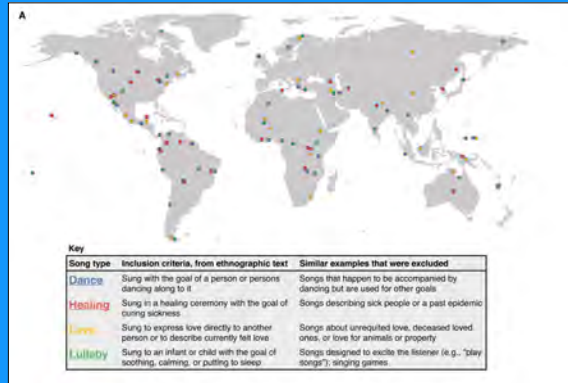 A
Key
Song type Inclusion criteria, from ethnographic text Similar examples that were excluded
Dance Sung with the goal of a person or persons dancing along to it Songs that happen to be accompanied by dancing but are used for other goals
Healing Sung in a healing ceremony with the goal of curing sickness Songs describing sick people or a past epidemic
Love Sung to express love directly to another person or to describe currently felt love Songs about unrequited love, deceased loved ones, or love for animals or property
Lullaby Sung to an infant or child with the goal of soothing, calming, or putting to sleep Songs designed to excite the listener (e.g., "play songs"); singing games